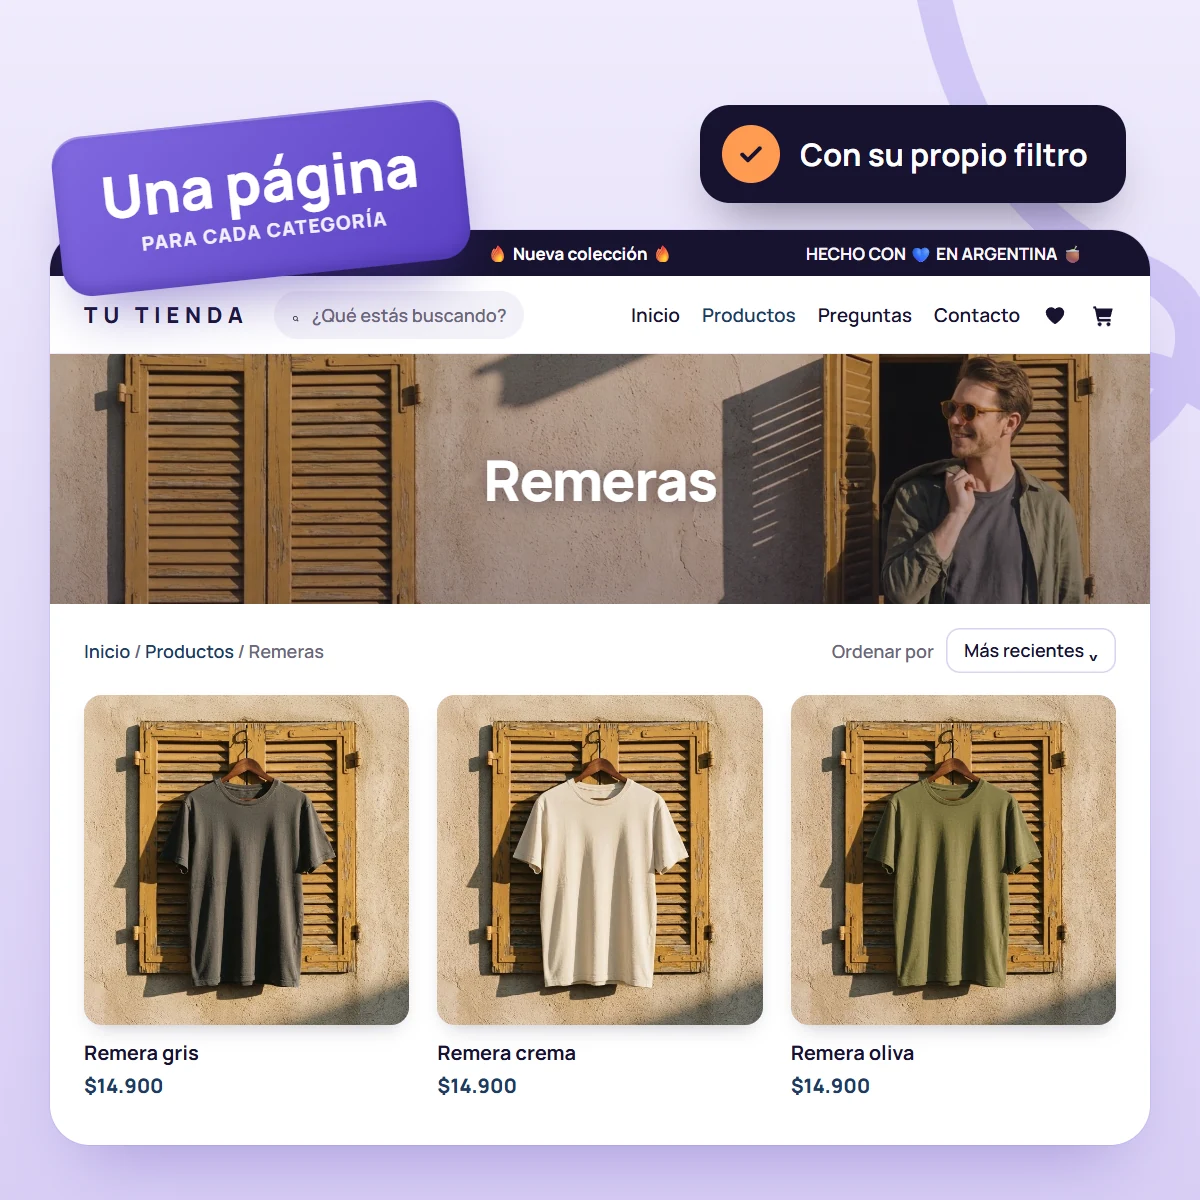 Una página
PARA CADA CATEGORÍA
Con su propio filtro
🔥 Nueva colección 🔥
HECHO CON 💙 EN ARGENTINA 🧉
TU TIENDA
¿Qué estás buscando?
Inicio
Productos
Preguntas
Contacto
Remeras
Inicio / Productos / Remeras
Ordenar por
Más recientes
Remera gris
$14.900
Remera crema
$14.900
Remera oliva
$14.900